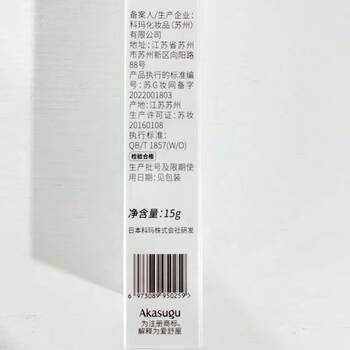 备案人/生产企业:
科玛化妆品(苏州)
有限公司
地址:江苏省苏州
市苏州新区向阳路
88号
产品执行的标准编
号:苏G妆网备字
2022001803
产地:江苏苏州
生产许可证:苏妆
20160108
执行标准:
QB/T 1857(W/O)
检验合格
生产批号及限期使
用日期:见包装
净含量:15g
日本科玛株式会社研发
6 973089 950259
Akasugu
为注册商标。
解释为爱舒屋